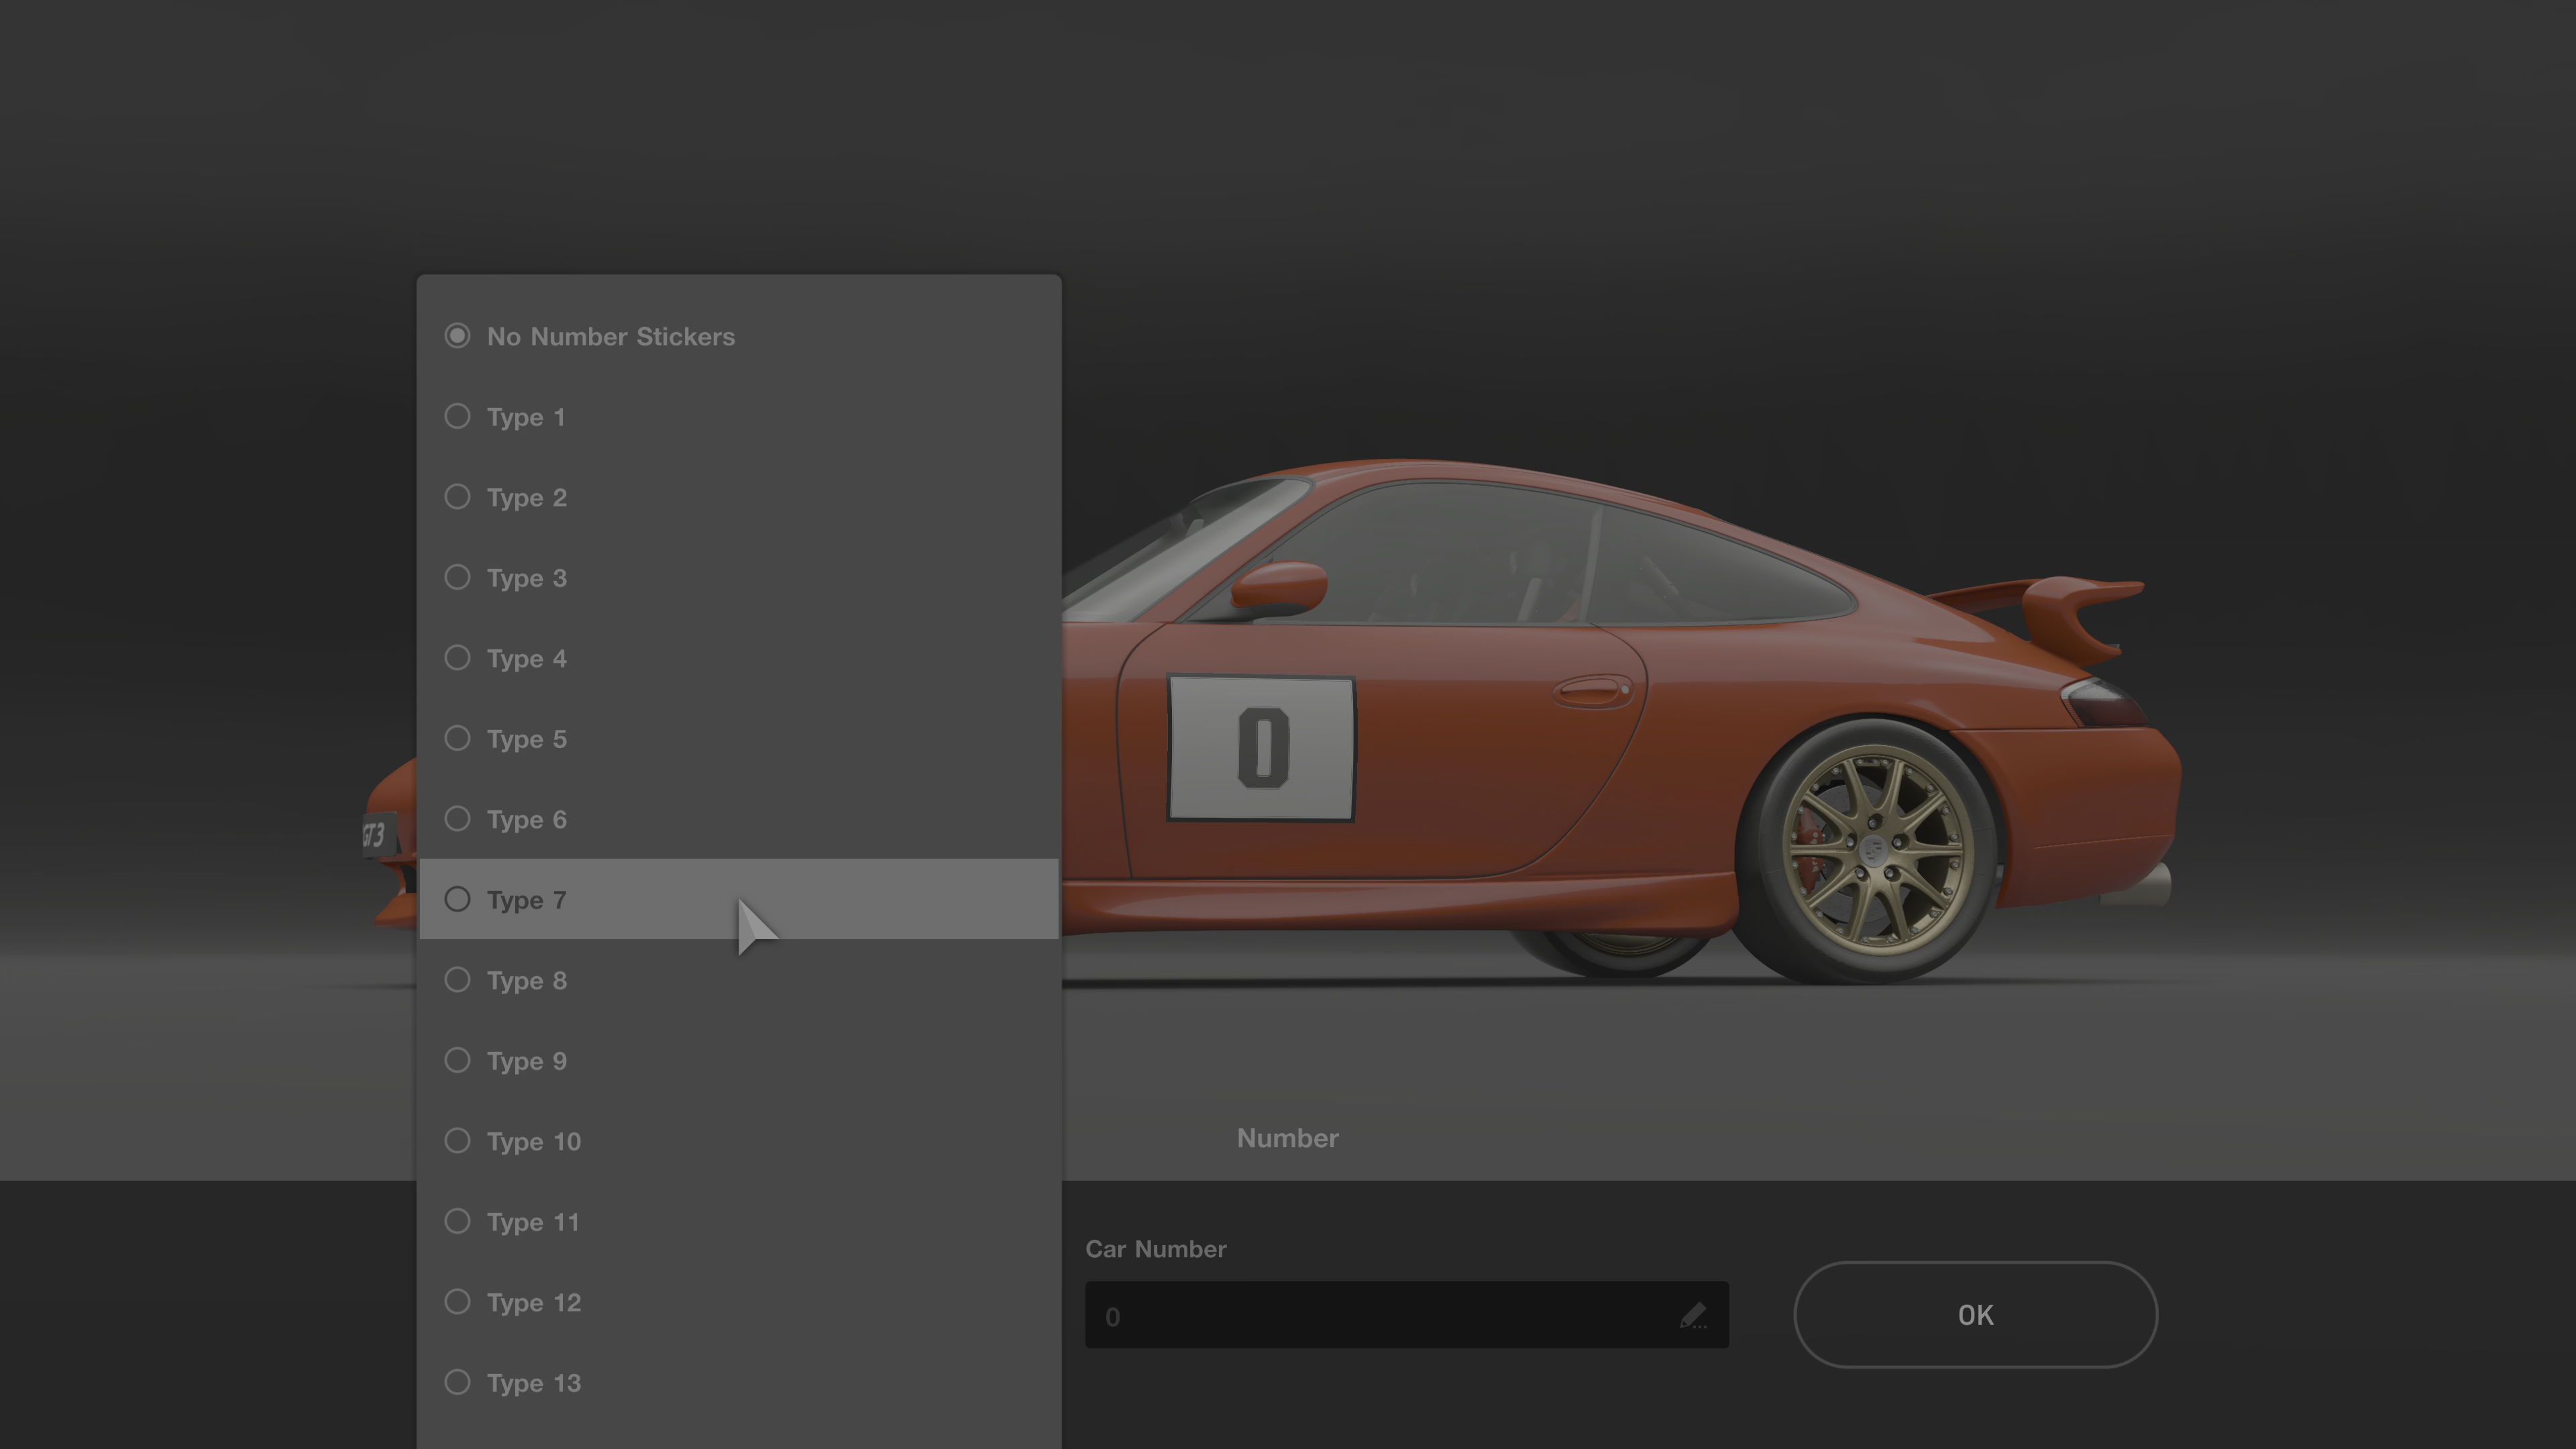 No Number Stickers
Type 1
Type 2
Type 3
Type 4
Type 5
Type 6
Type 7
Type 8
Type 9
Type 10
Type 11
Type 12
Type 13
0
GT3
Number
Car Number
0
OK